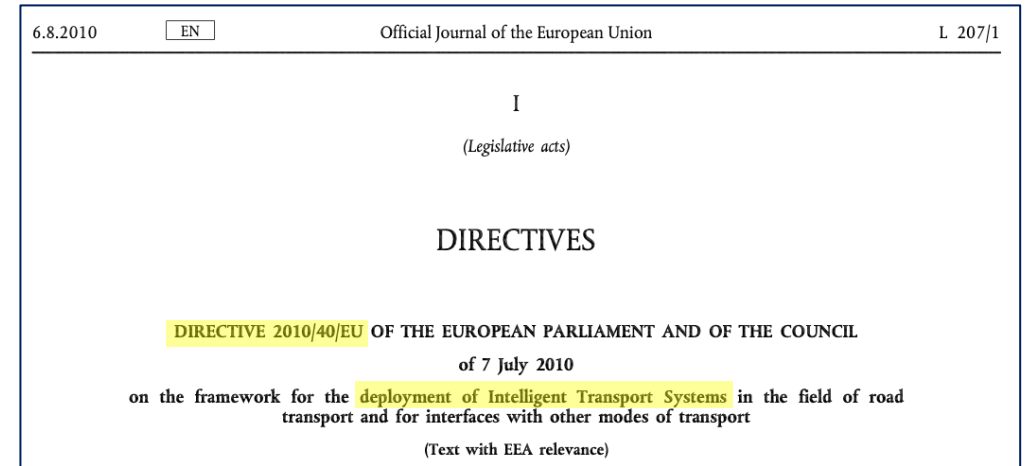 6.8.2010 EN Official Journal of the European Union L 207/1
I
(Legislative acts)
DIRECTIVES
DIRECTIVE 2010/40/EU OF THE EUROPEAN PARLIAMENT AND OF THE COUNCIL
of 7 July 2010
on the framework for the deployment of Intelligent Transport Systems in the field of road
transport and for interfaces with other modes of transport
(Text with EEA relevance)